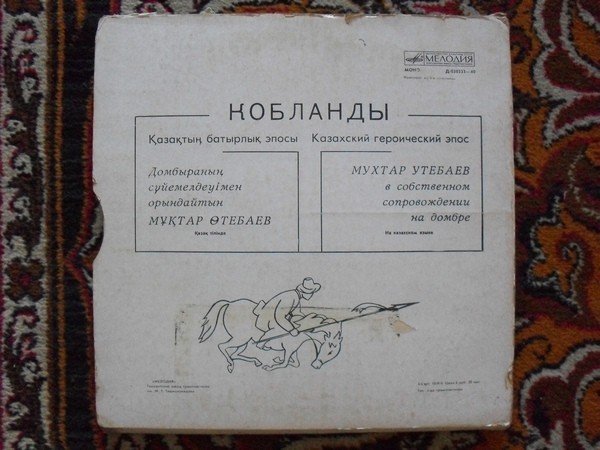 МЕЛОДИЯ
МОНО
КОБЛАНДЫ
Қазақтың батырлық эпосы
Казахский героический эпос
Домбыраның
сүйемелдеуімен
орындайтын
МҰҚТАР ӨТЕБАЕВ
Қазақ тілінде
МУХТАР УТЕБАЕВ
в собственном
сопровождении
на домбре
На казахском языке